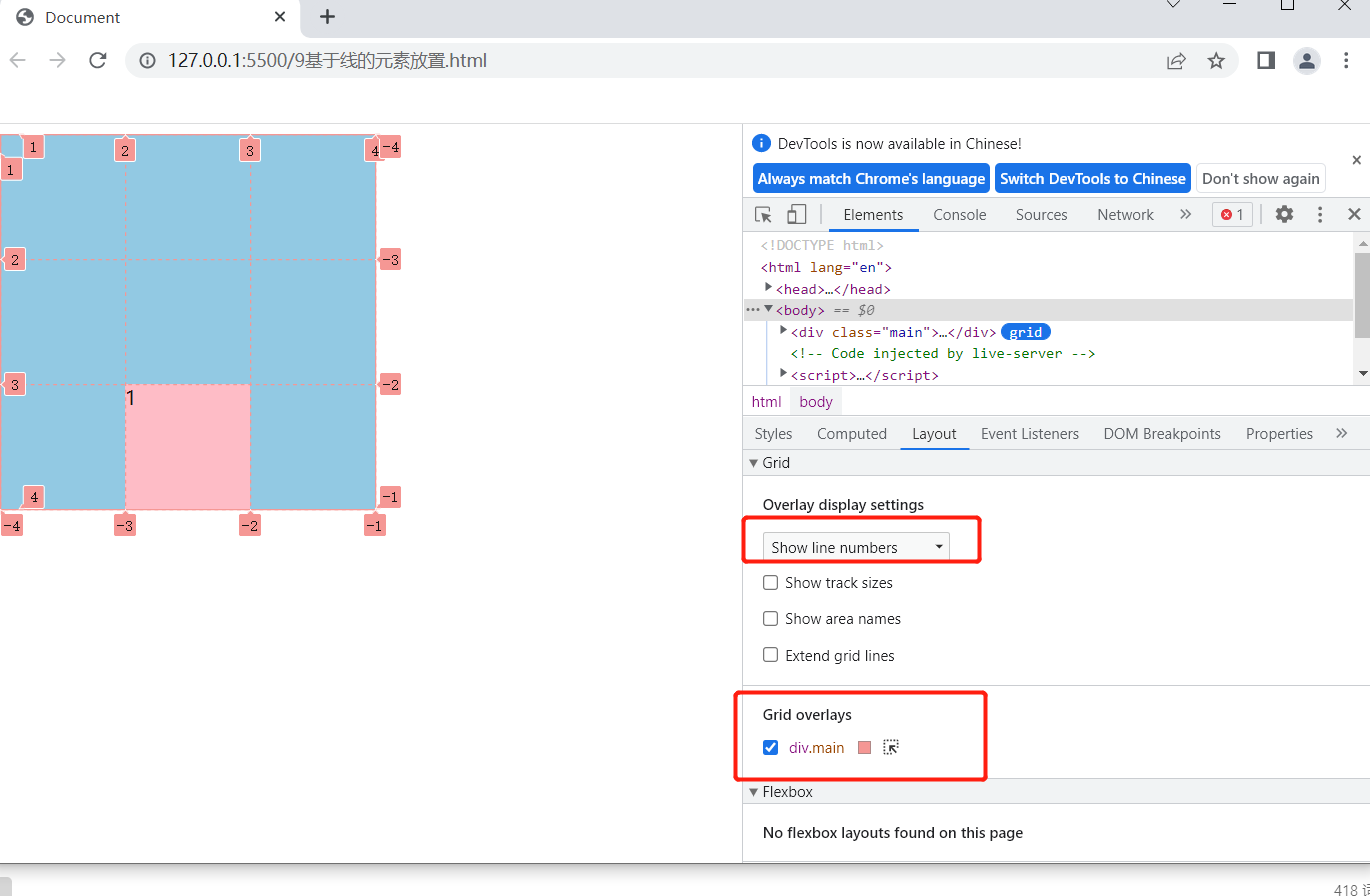 Document
127.0.0.1:5500/9基于线的元素放置.html
1 2 3 4 -4
1
2 -3
3 -2
1
4 -1
-4 -3 -2 -1
DevTools is now available in Chinese!
Always match Chrome's language Switch DevTools to Chinese Don't show again
Elements Console Sources Network » 1
<!DOCTYPE html>
<html lang="en">
<head>…</head>
<body> == $0
<div class="main">…</div> grid
<!-- Code injected by live-server -->
<script>…</script>
html body
Styles Computed Layout Event Listeners DOM Breakpoints Properties »
Grid
Overlay display settings
Show line numbers
Show track sizes
Show area names
Extend grid lines
Grid overlays
div.main
Flexbox
No flexbox layouts found on this page
418